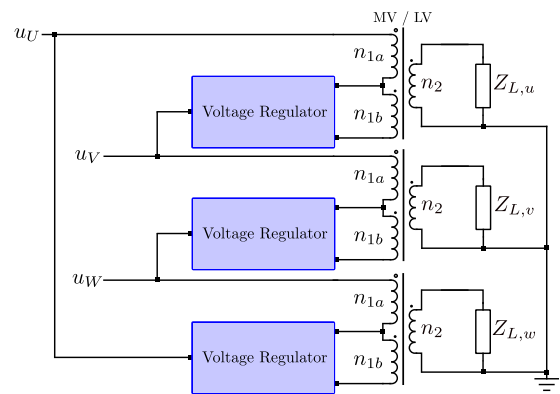 MV / LV
u_U
n_{1a}
n_2
Z_{L,u}
Voltage Regulator
n_{1b}
u_V
n_{1a}
n_2
Z_{L,v}
Voltage Regulator
n_{1b}
u_W
n_{1a}
n_2
Z_{L,w}
Voltage Regulator
n_{1b}